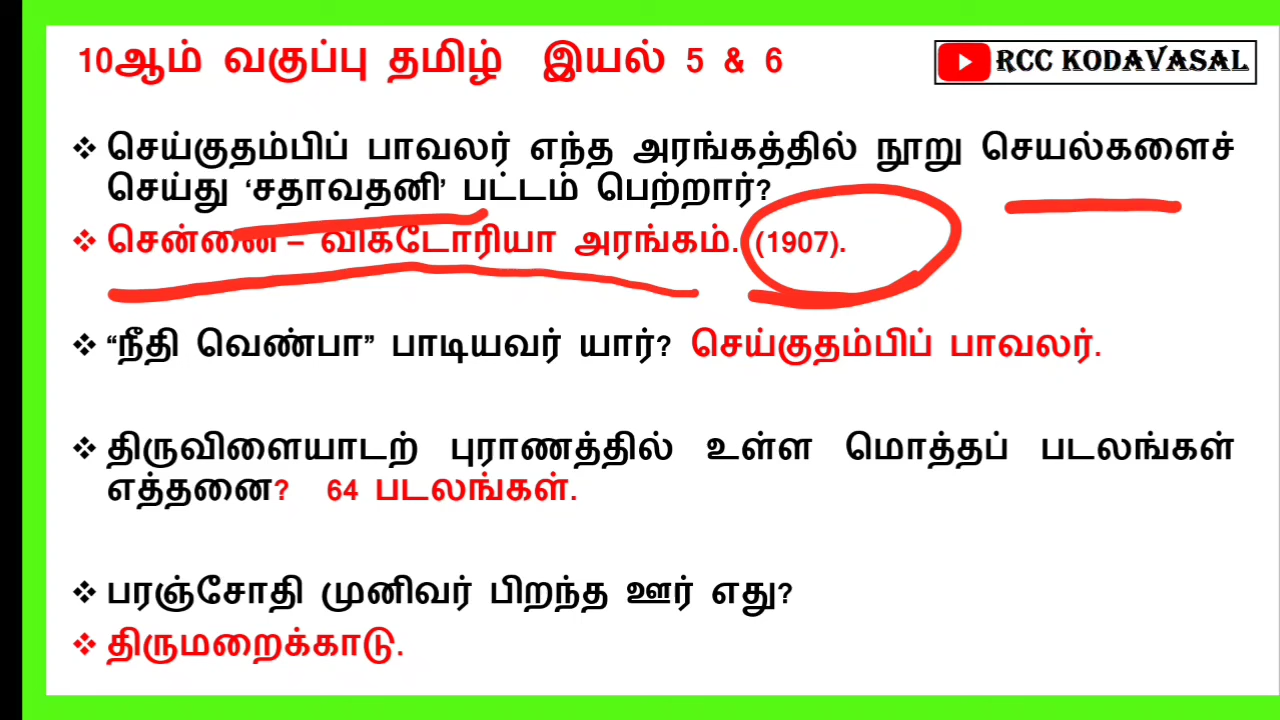 10ஆம் வகுப்பு தமிழ் இயல் 5 & 6
RCC KODAVASAL
❖ செய்குதம்பிப் பாவலர் எந்த அரங்கத்தில் நூறு செயல்களைச்
செய்து ‘சதாவதனி’ பட்டம் பெற்றார்?
❖ சென்னை – விக்டோரியா அரங்கம். (1907).
❖ “நீதி வெண்பா” பாடியவர் யார்? செய்குதம்பிப் பாவலர்.
❖ திருவிளையாடற் புராணத்தில் உள்ள மொத்தப் படலங்கள்
எத்தனை? 64 படலங்கள்.
❖ பரஞ்சோதி முனிவர் பிறந்த ஊர் எது?
❖ திருமறைக்காடு.